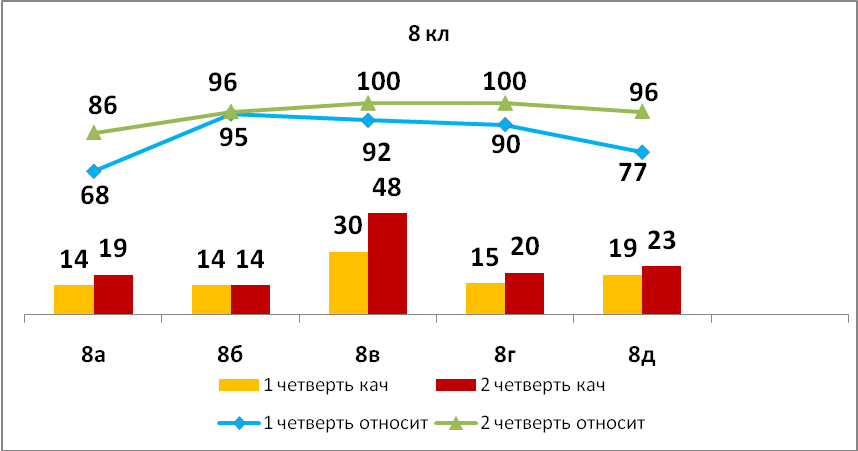 8 кл
86 96 100 100 96
68 95 92 90 77
14 19 14 14 30 48 15 20 19 23
8а 8б 8в 8г 8д
1 четверть кач 2 четверть кач
1 четверть относит 2 четверть относит